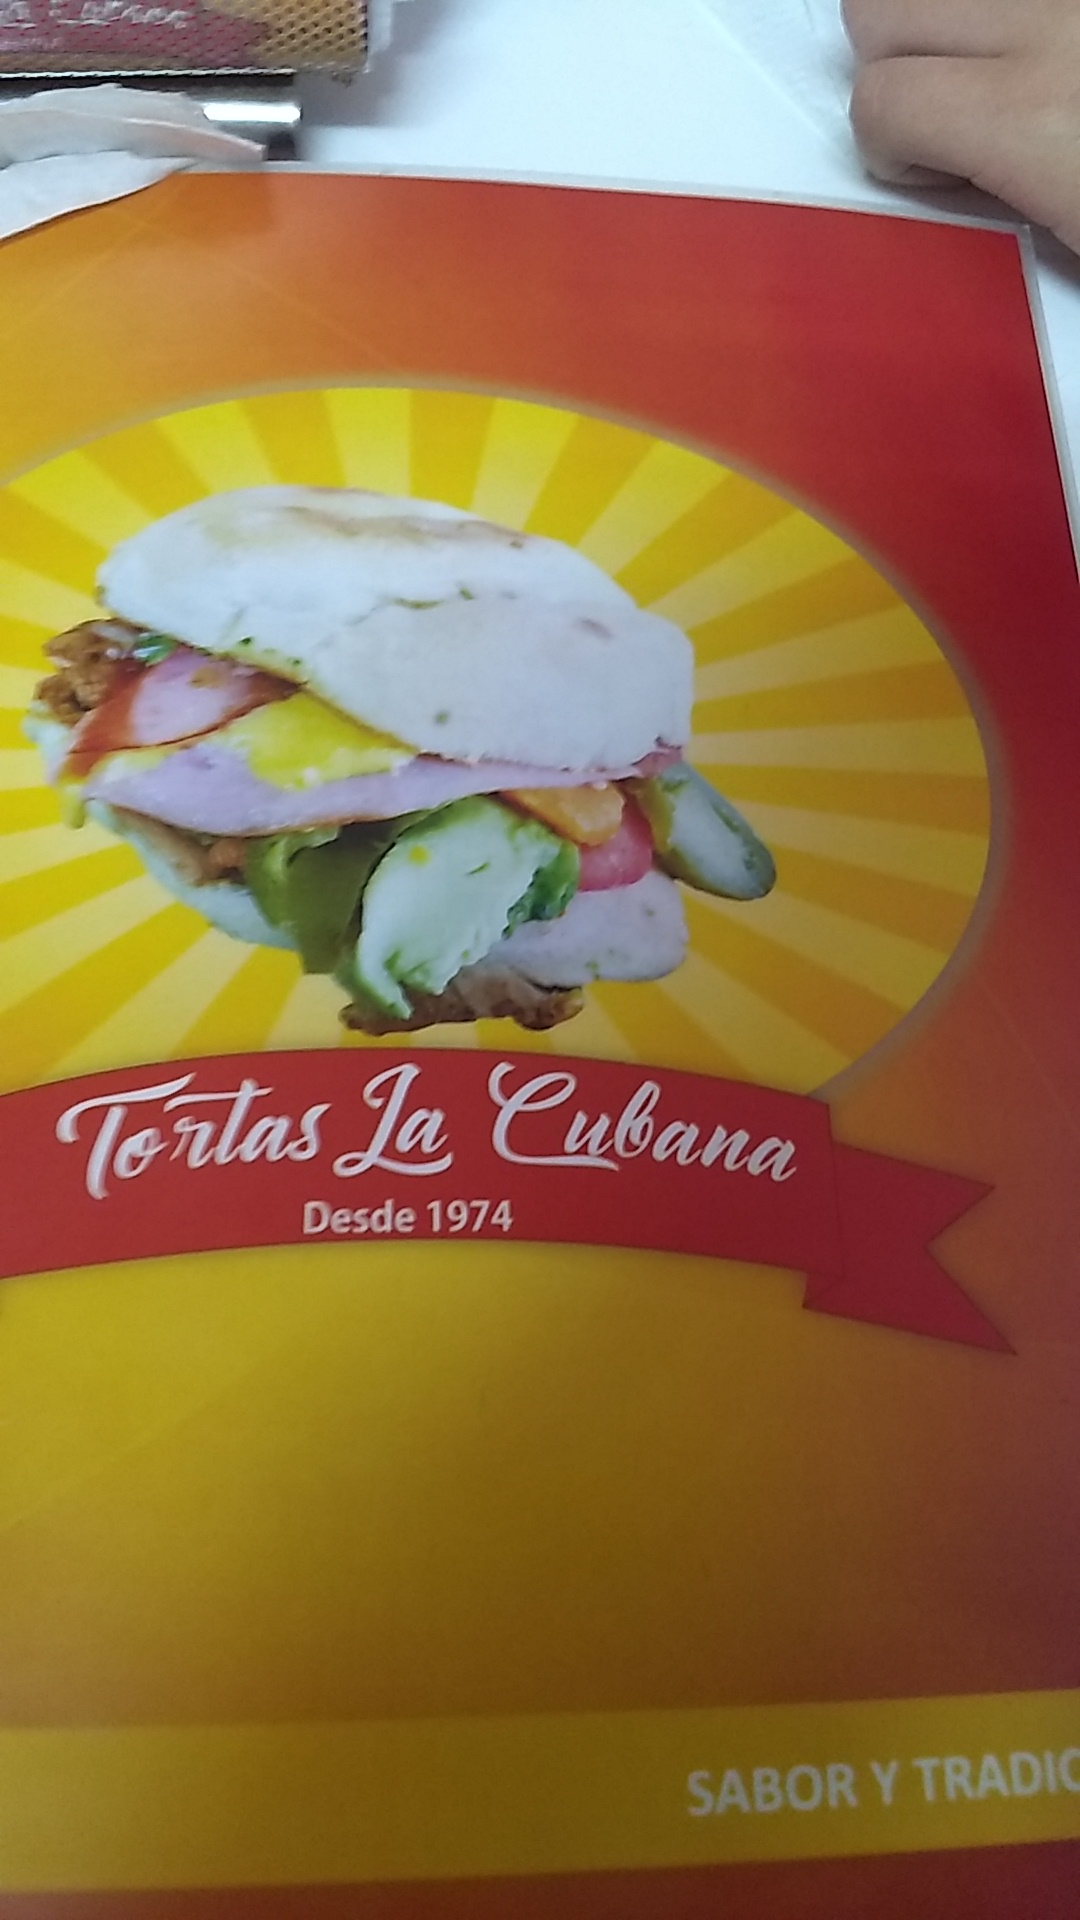 Tortas La Cubana
Desde 1974
SABOR Y TRADIC